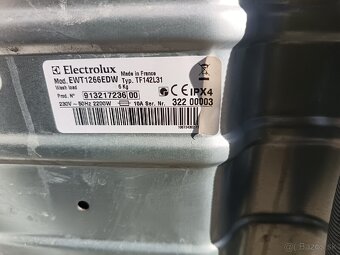 Electrolux Made in France
Mod. EWT1266EDW Typ. TF142L31
Wash load 6 Kg
Prod. N° 913217236 00 CE IPX4
230V~50Hz 2200W 10A Ser. Nr. 322 00003